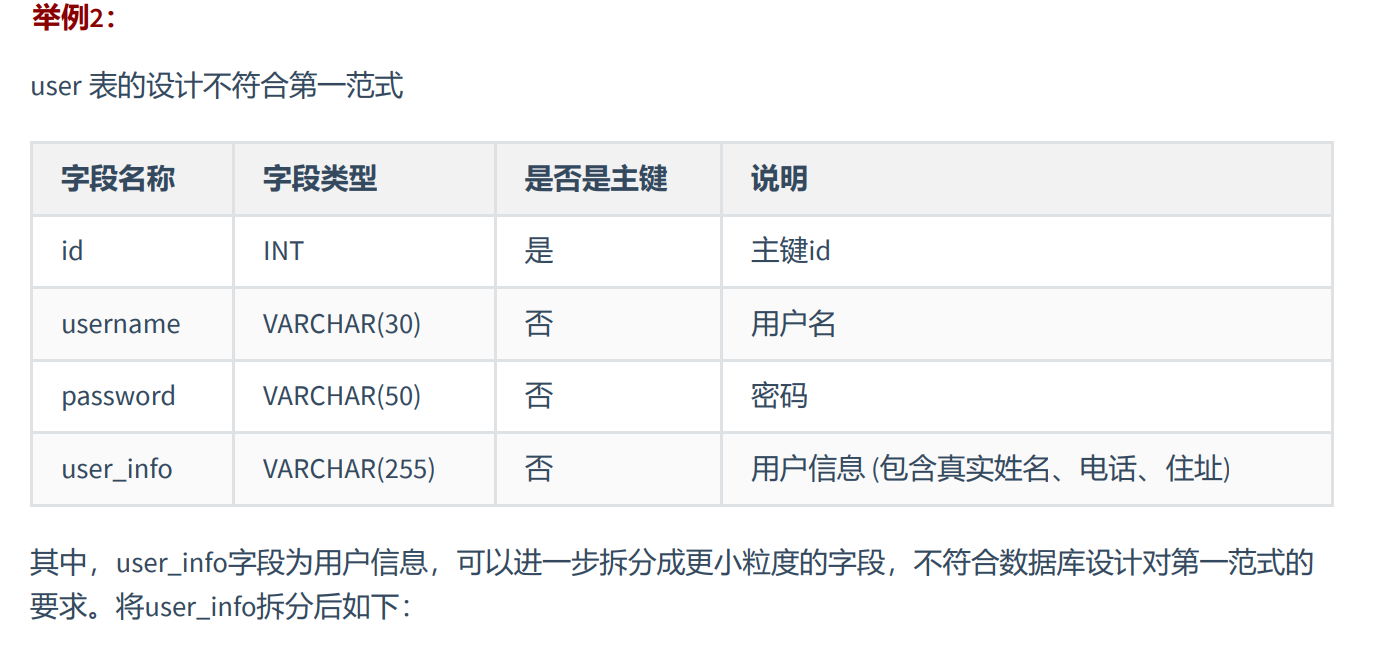 举例2：
user 表的设计不符合第一范式
字段名称 字段类型 是否是主键 说明
id INT 是 主键id
username VARCHAR(30) 否 用户名
password VARCHAR(50) 否 密码
user_info VARCHAR(255) 否 用户信息 (包含真实姓名、电话、住址)
其中，user_info字段为用户信息，可以进一步拆分成更小粒度的字段，不符合数据库设计对第一范式的
要求。将user_info拆分后如下：